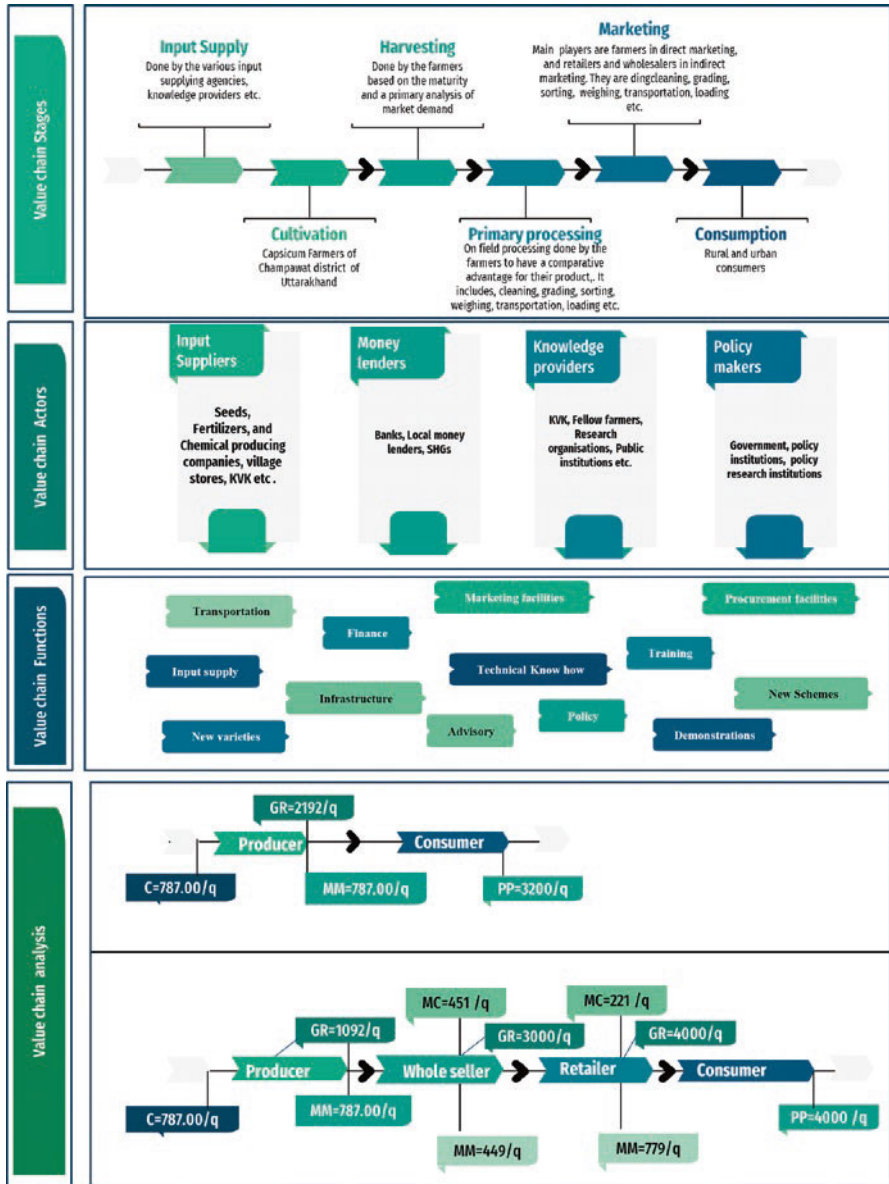 Value chain Stages
Input Supply
Done by the various input
supplying agencies,
knowledge providers etc.
Harvesting
Done by the farmers
based on the maturity
and a primary analysis of
market demand
Marketing
Main players are farmers in direct marketing,
and retailers and wholesalers in indirect
marketing. They are dingcleaning, grading,
sorting, weighing, transportation, loading
etc.
Cultivation
Capsicum Farmers of
Champawat district of
Uttarakhand
Primary processing
On field processing done by the
farmers to have a comparative
advantage for their product,. It
includes, cleaning, grading, sorting,
weighing, transportation, loading etc.
Consumption
Rural and urban
consumers
Value chain Actors
Input
Suppliers
Seeds,
Fertilizers, and
Chemical producing
companies, village
stores, KVK etc .
Money
lenders
Banks, Local money
lenders, SHGs
Knowledge
providers
KVK, Fellow farmers,
Research
organisations, Public
institutions etc.
Policy
makers
Government, policy
institutions, policy
research institutions
Value chain Functions
Transportation
Marketing facilities
Procurement facilities
Finance
Training
Input supply
Technical Know how
Infrastructure
New Schemes
New varieties
Advisory
Policy
Demonstrations
Value chain analysis
GR=2192/q
Producer
Consumer
C=787.00/q
MM=787.00/q
PP=3200/q
MC=451 /q
MC=221 /q
GR=1092/q
GR=3000/q
GR=4000/q
Producer
Whole seller
Retailer
Consumer
C=787.00/q
MM=787.00/q
PP=4000 /q
MM=449/q
MM=779/q